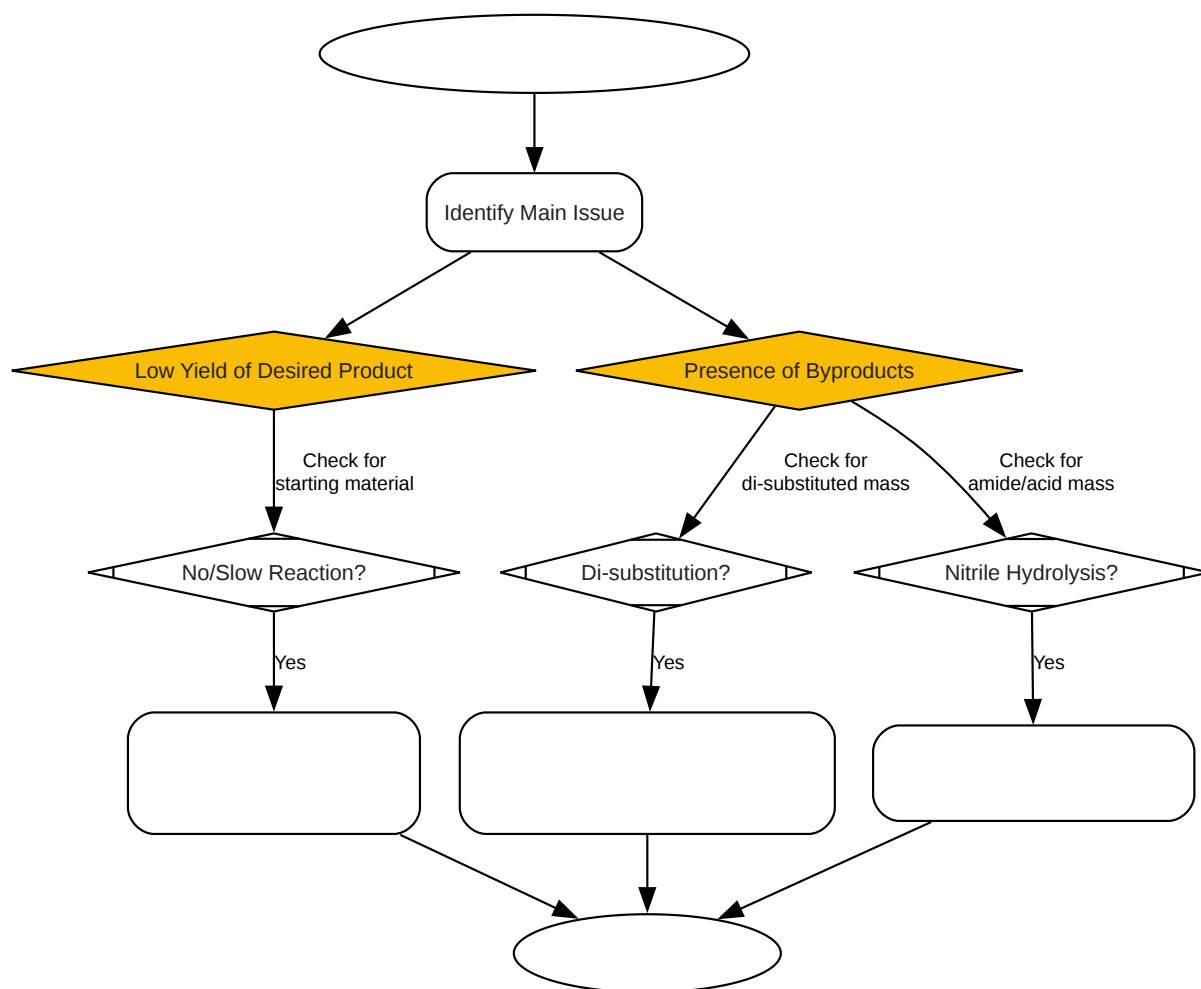 Identify Main Issue
Low Yield of Desired Product
Presence of Byproducts
Check for
starting material
Check for
di-substituted mass
Check for
amide/acid mass
No/Slow Reaction?
Di-substitution?
Nitrile Hydrolysis?
Yes
Yes
Yes